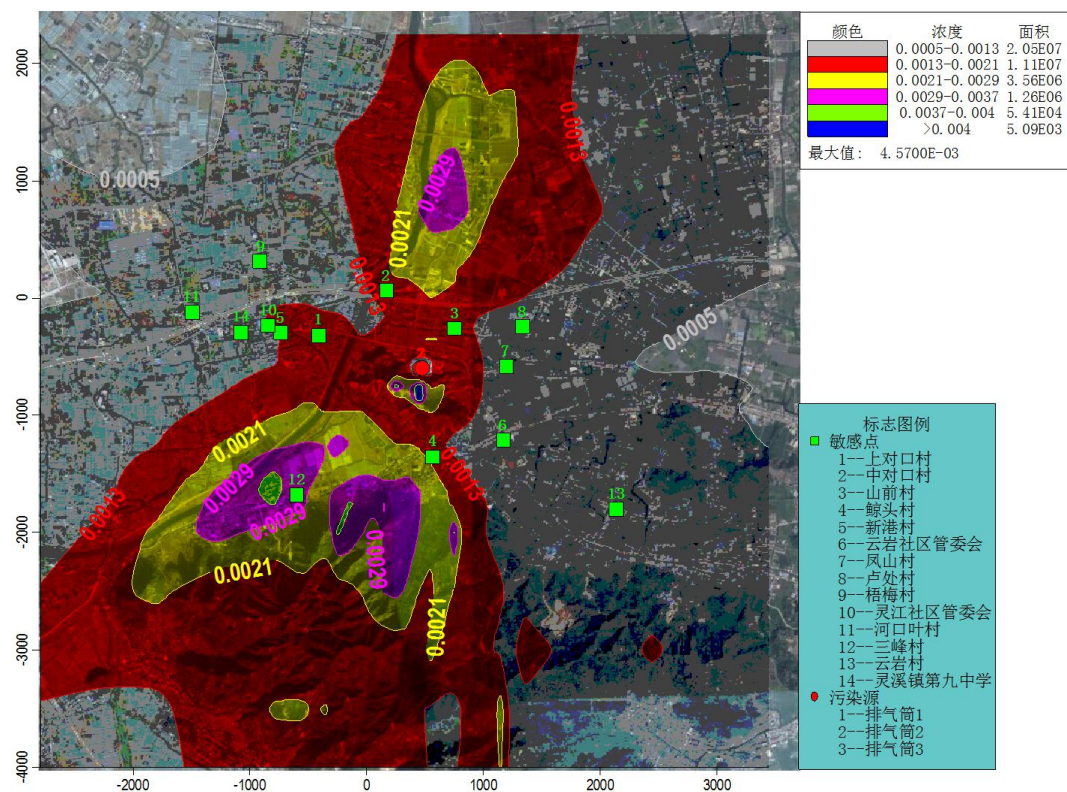 颜色 浓度 面积
0.0005-0.0013 2.05E07
0.0013-0.0021 1.11E07
0.0021-0.0029 3.56E06
0.0029-0.0037 1.26E06
0.0037-0.004 5.41E04
>0.004 5.09E03
最大值: 4.5700E-03
2000
1000
0
-1000
-2000
-3000
-4000
-2000
-1000
0
1000
2000
3000
0.0005
0.0013
0.0029
0.0021
0.0013
0.0005
0.0021
0.0029
0.0029
0.0029
0.0013
0.0013
0.0021
0.0021
9
2
11
10
14
5
1
3
8
7
6
4
12
13
标志图例
敏感点
1--上对口村
2--中对口村
3--山前村
4--鲸头村
5--新港村
6--云岩社区管委会
7--凤山村
8--卢处村
9--梧梅村
10--灵江社区管委会
11--河口叶村
12--三峰村
13--云岩村
14--灵溪镇第九中学
污染源
1--排气筒1
2--排气筒2
3--排气筒3